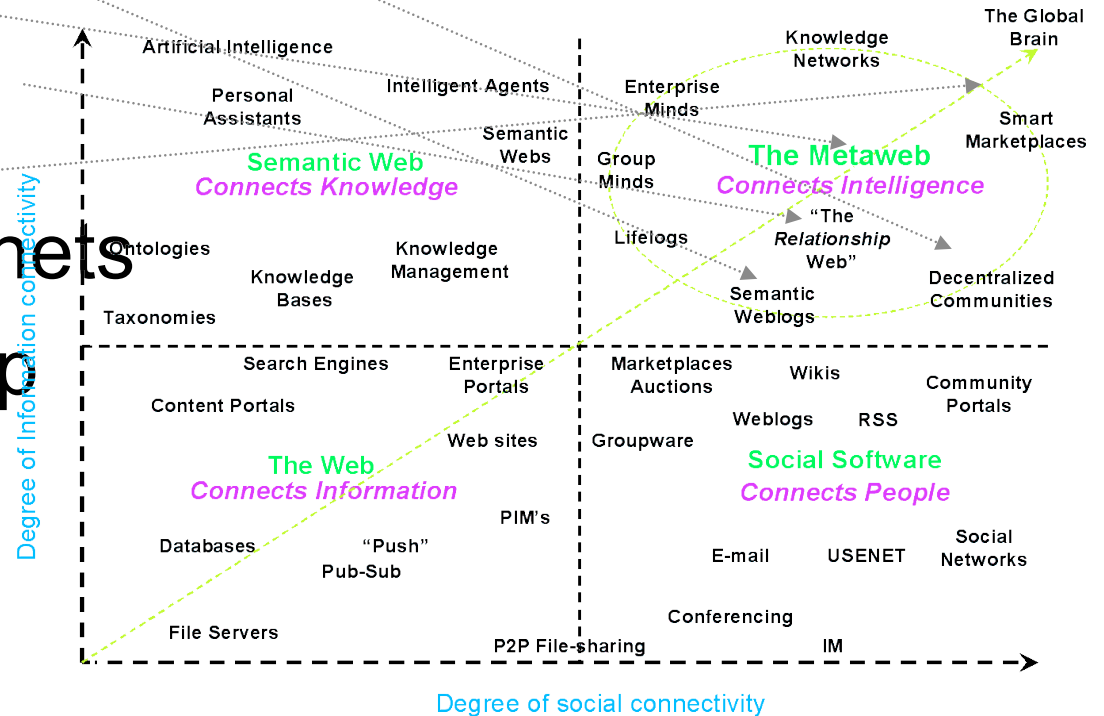 The Global
Brain
Knowledge
Networks
Artificial Intelligence
Intelligent Agents
Enterprise
Minds
Personal
Assistants
Smart
Marketplaces
Semantic
Webs
Group
Minds
Semantic Web
Connects Knowledge
The Metaweb
Connects Intelligence
“The
Relationship
Web”
Lifelogs
nets
Ontologies
Knowledge
Management
Knowledge
Bases
Decentralized
Communities
Semantic
Weblogs
Taxonomies
p
Degree of Information connectivity
Search Engines
Enterprise
Portals
Marketplaces
Auctions
Wikis
Community
Portals
Content Portals
Weblogs
RSS
Web sites
Groupware
The Web
Connects Information
Social Software
Connects People
PIM’s
Databases
“Push”
Pub-Sub
E-mail
USENET
Social
Networks
Conferencing
File Servers
P2P File-sharing
IM
Degree of social connectivity